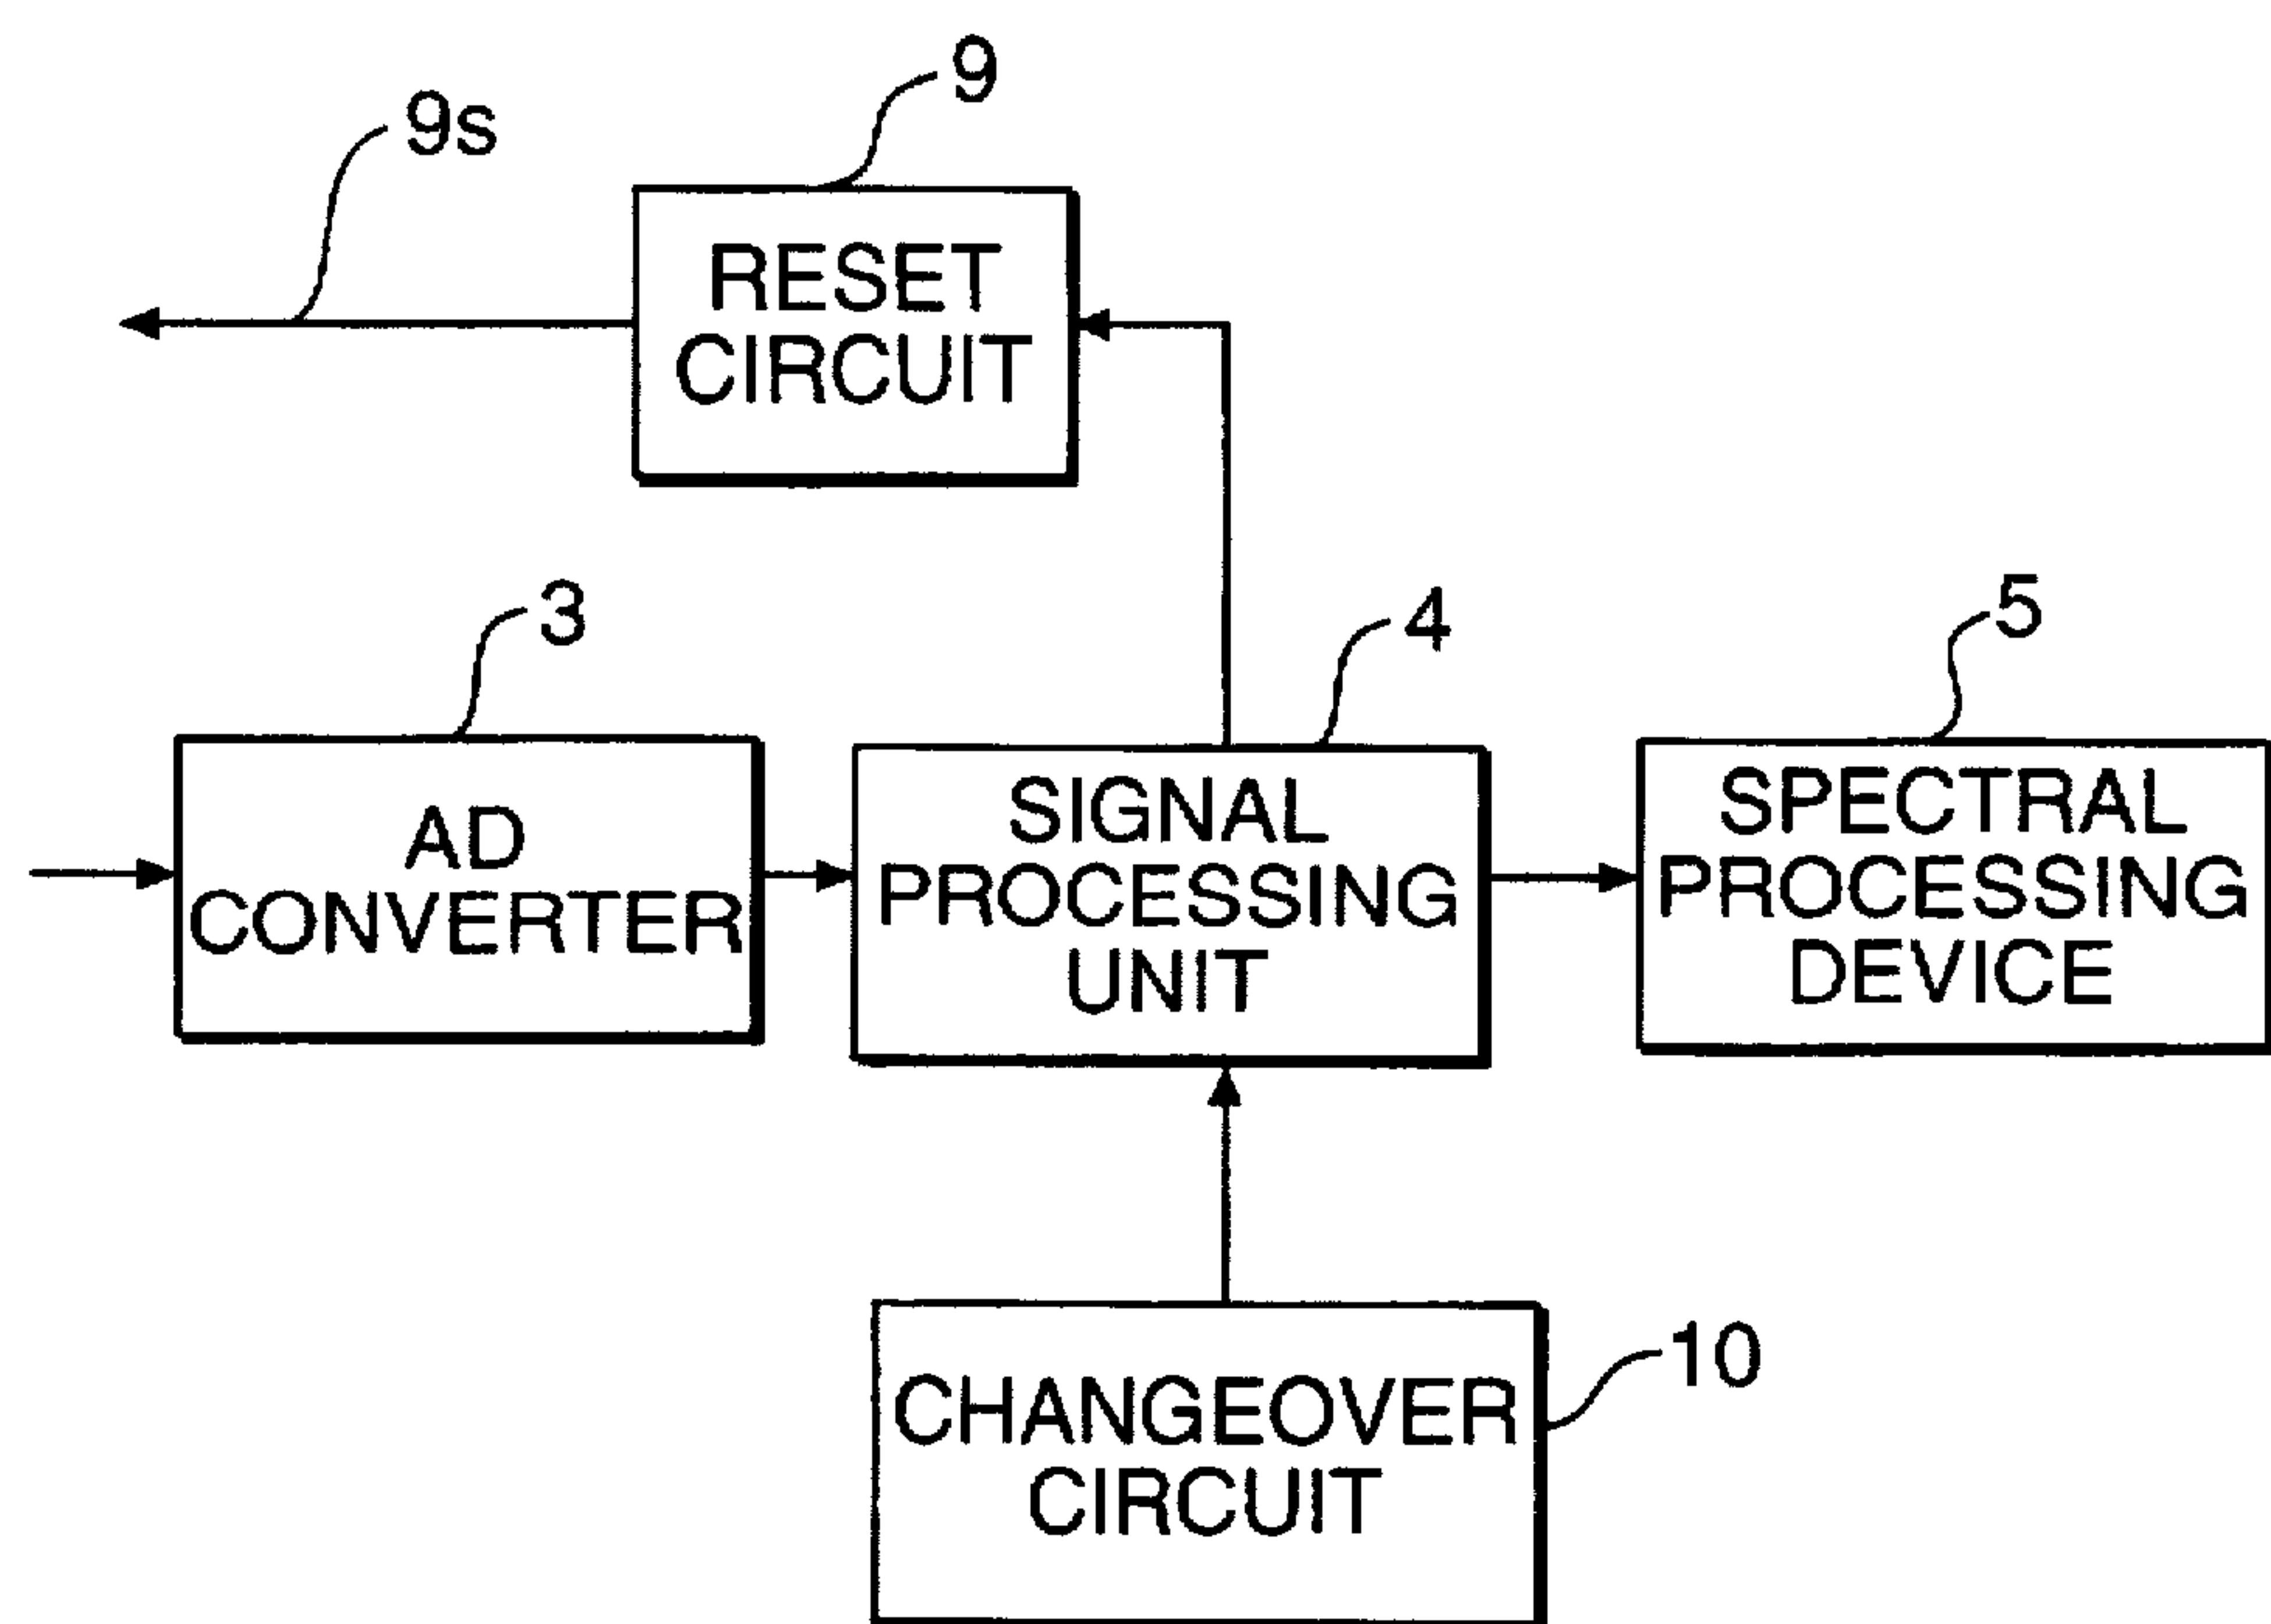 9
9s
RESET
CIRCUIT
3
4
5
AD
CONVERTER
SIGNAL
PROCESSING
UNIT
SPECTRAL
PROCESSING
DEVICE
10
CHANGEOVER
CIRCUIT